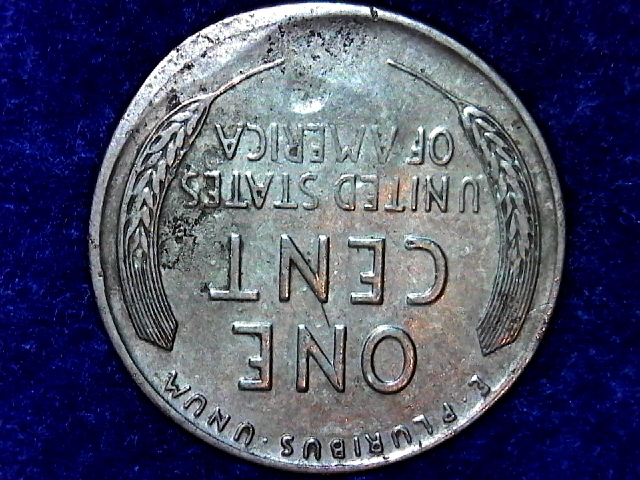 E · PLURIBUS · UNUM
ONE
CENT
UNITED STATES
OF AMERICA